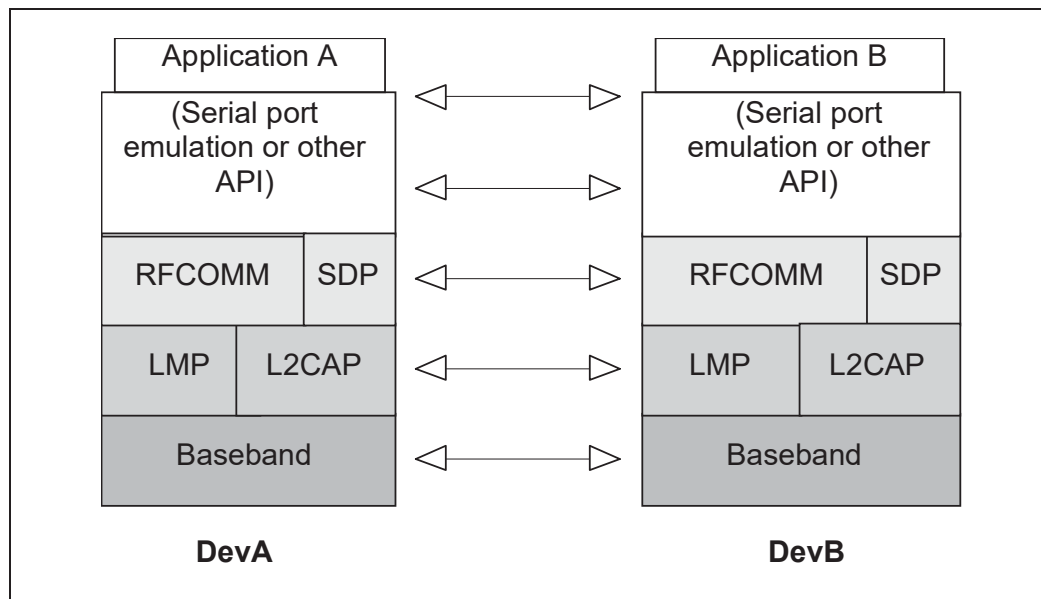 Application A
(Serial port
emulation or other
API)
RFCOMM
SDP
LMP
L2CAP
Baseband
DevA
Application B
(Serial port
emulation or other
API)
RFCOMM
SDP
LMP
L2CAP
Baseband
DevB